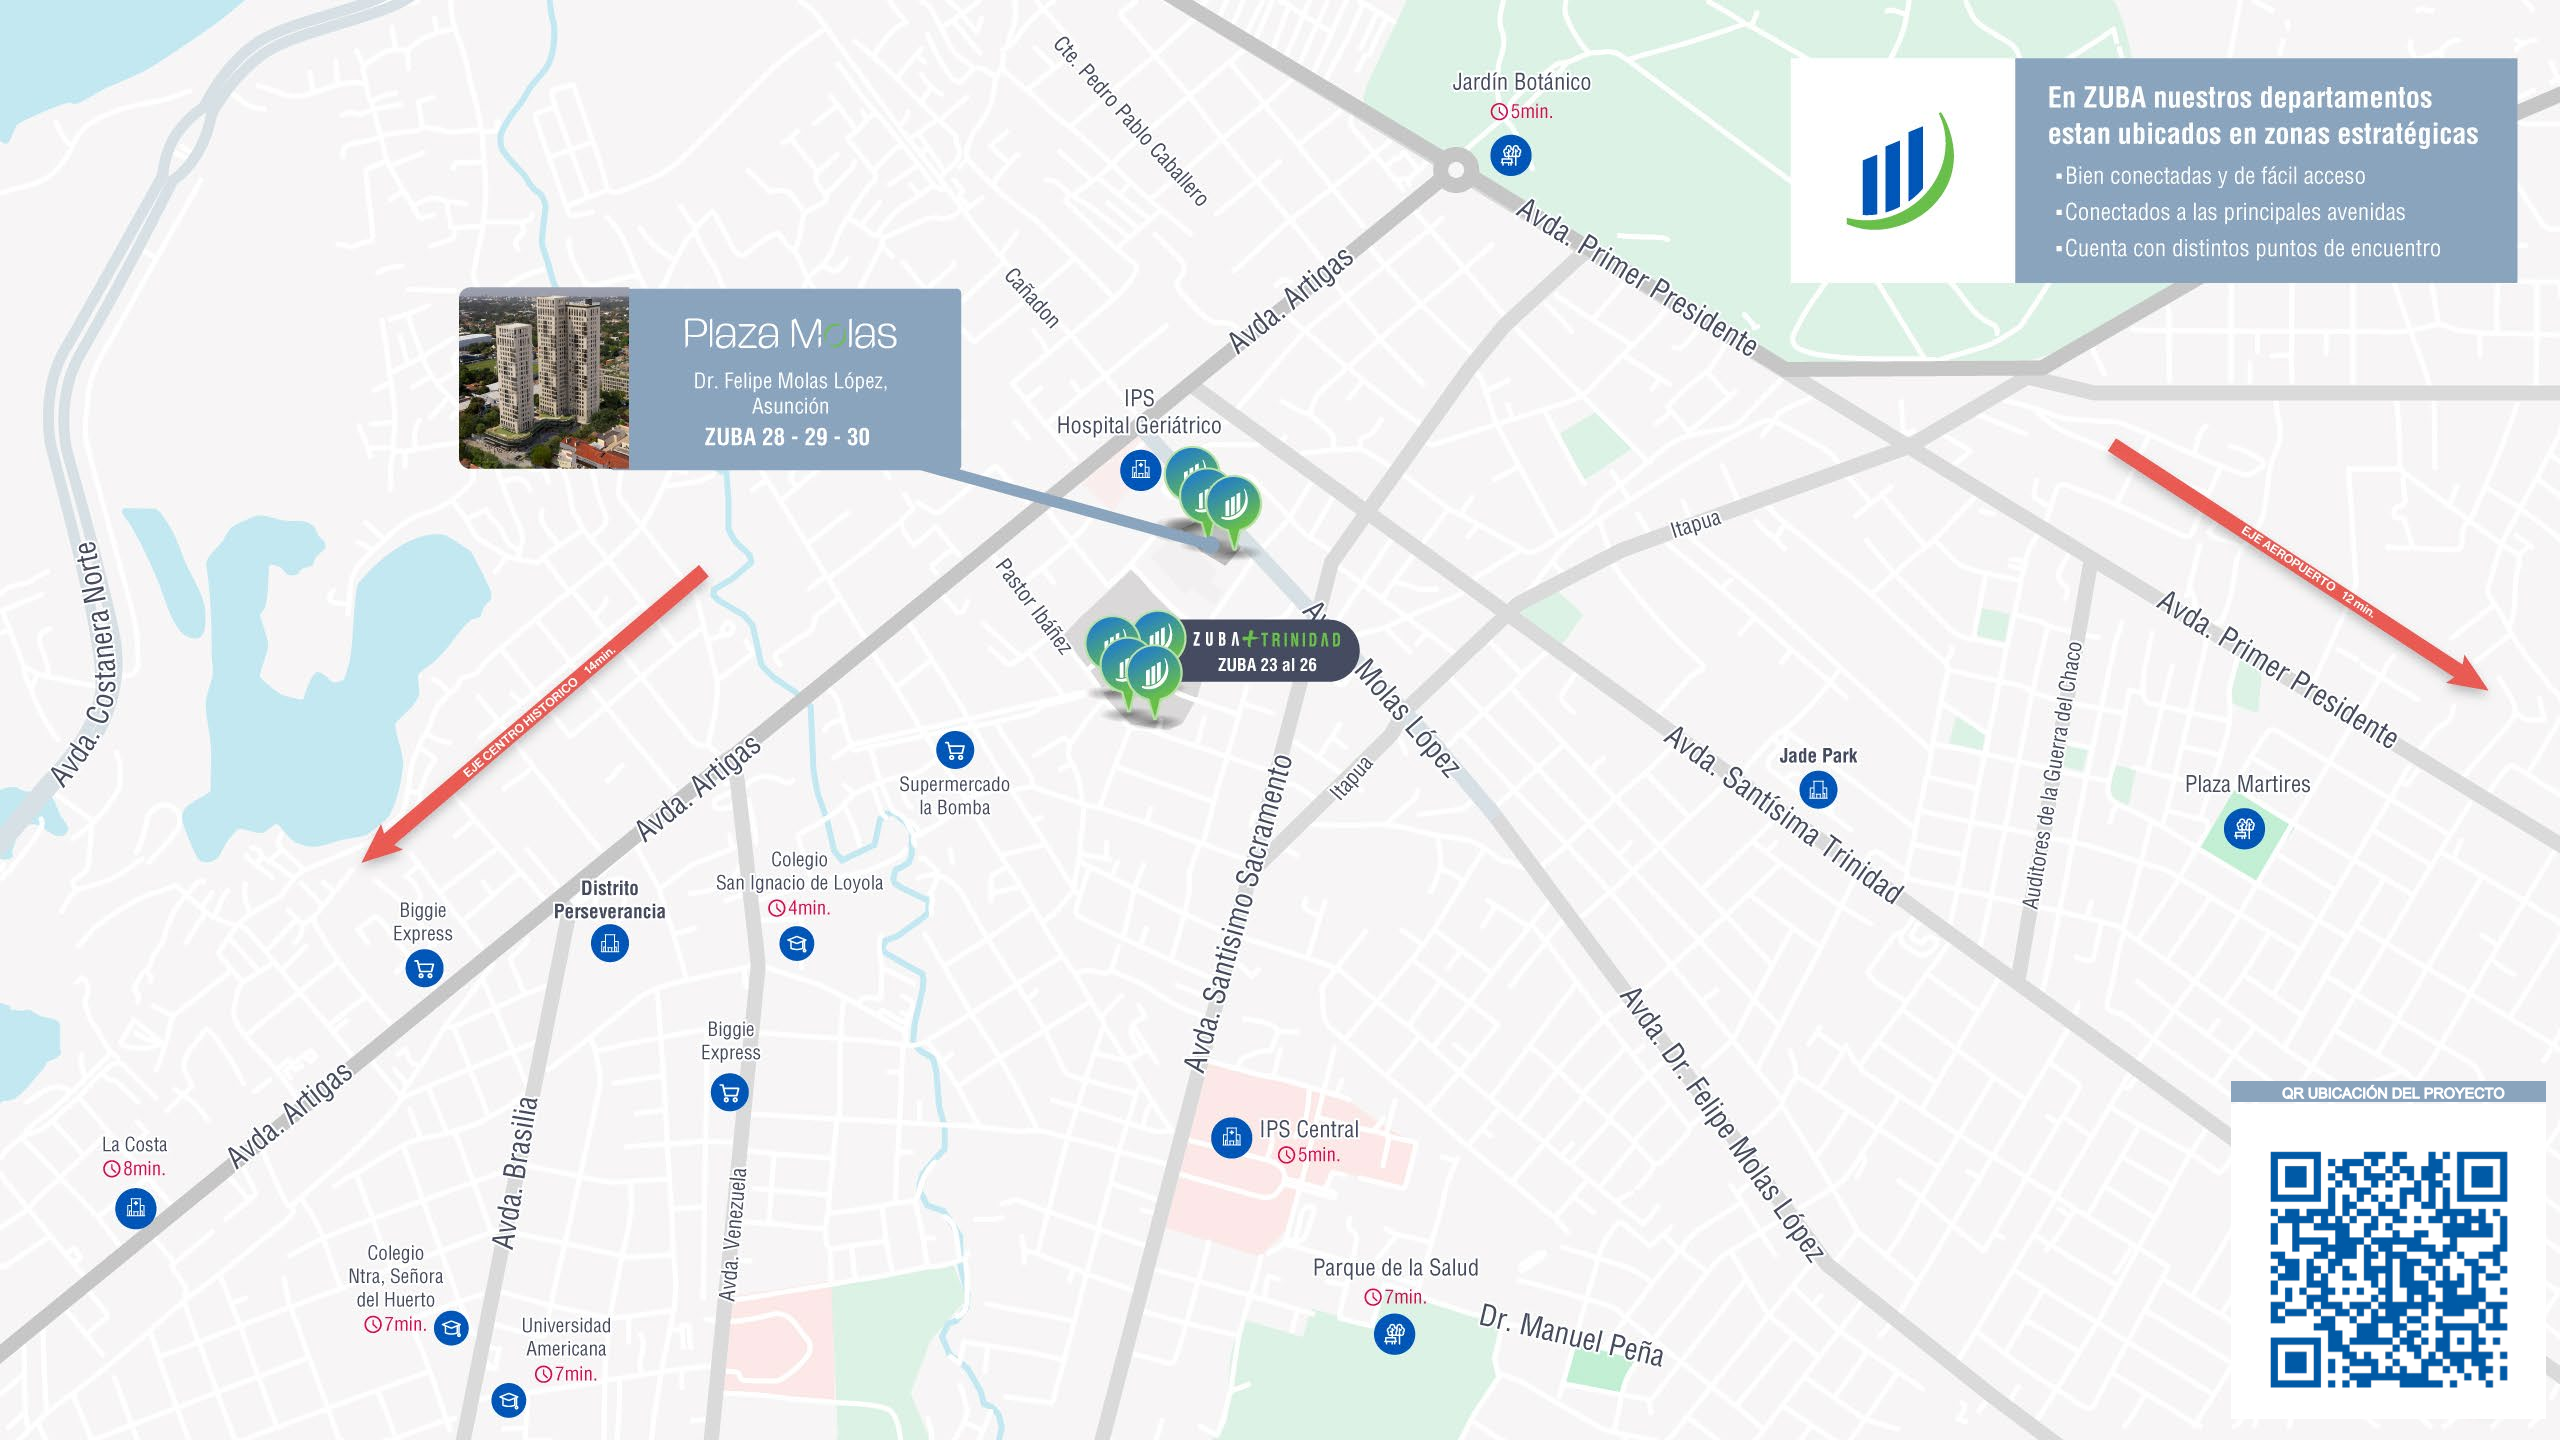 Cte. Pedro Pablo Caballero
Jardín Botánico
5min.
En ZUBA nuestros departamentos
estan ubicados en zonas estratégicas
▪Bien conectadas y de fácil acceso
▪Conectados a las principales avenidas
▪Cuenta con distintos puntos de encuentro
Avda. Primer Presidente
Cañadon
Avda. Artigas
Plaza Molas
Dr. Felipe Molas López,
Asunción
ZUBA 28 - 29 - 30
IPS
Hospital Geriátrico
Itapua
EJE AEROPUERTO 12 min.
Avda. Costanera Norte
Pastor Ibáñez
EJE CENTRO HISTORICO 14min.
ZUBA+TRINIDAD
ZUBA 23 al 26
Av
Molas López
Avda. Primer Presidente
Auditores de la Guerra del Chaco
Avda. Santísima Trinidad
Jade Park
Plaza Martires
Itapua
Avda. Santisimo Sacramento
Supermercado
la Bomba
Avda. Artigas
Colegio
San Ignacio de Loyola
4min.
Distrito
Perseverancia
Biggie
Express
Biggie
Express
Avda. Dr. Felipe Molas López
Avda. Artigas
La Costa
8min.
Avda. Brasilia
Avda. Venezuela
IPS Central
5min.
QR UBICACIÓN DEL PROYECTO
Colegio
Ntra, Señora
del Huerto
7min.
Universidad
Americana
7min.
Parque de la Salud
7min.
Dr. Manuel Peña